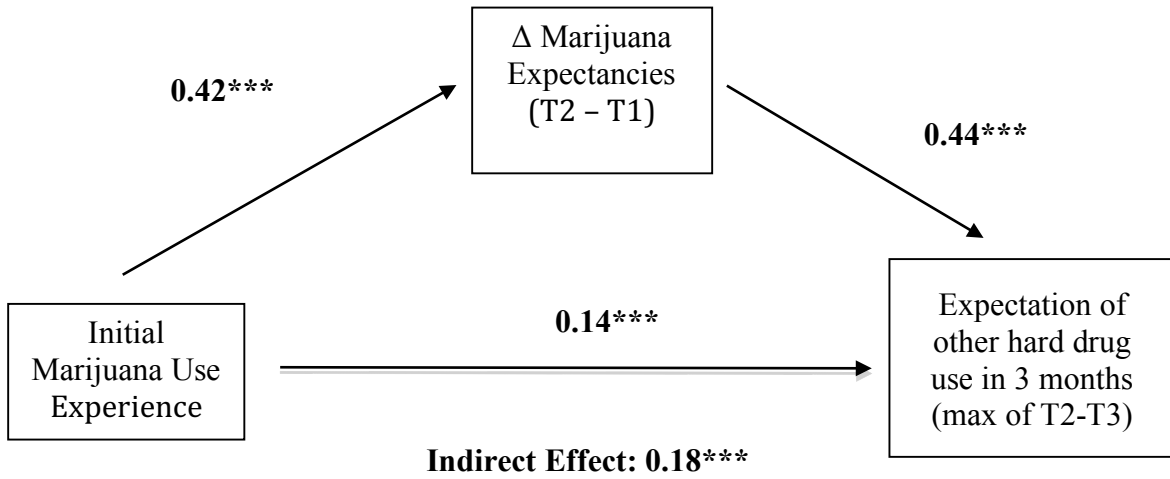 Δ Marijuana
Expectancies
(T2 – T1)
0.42***
0.44***
Initial
Marijuana Use
Experience
0.14***
Expectation of
other hard drug
use in 3 months
(max of T2-T3)
Indirect Effect: 0.18***